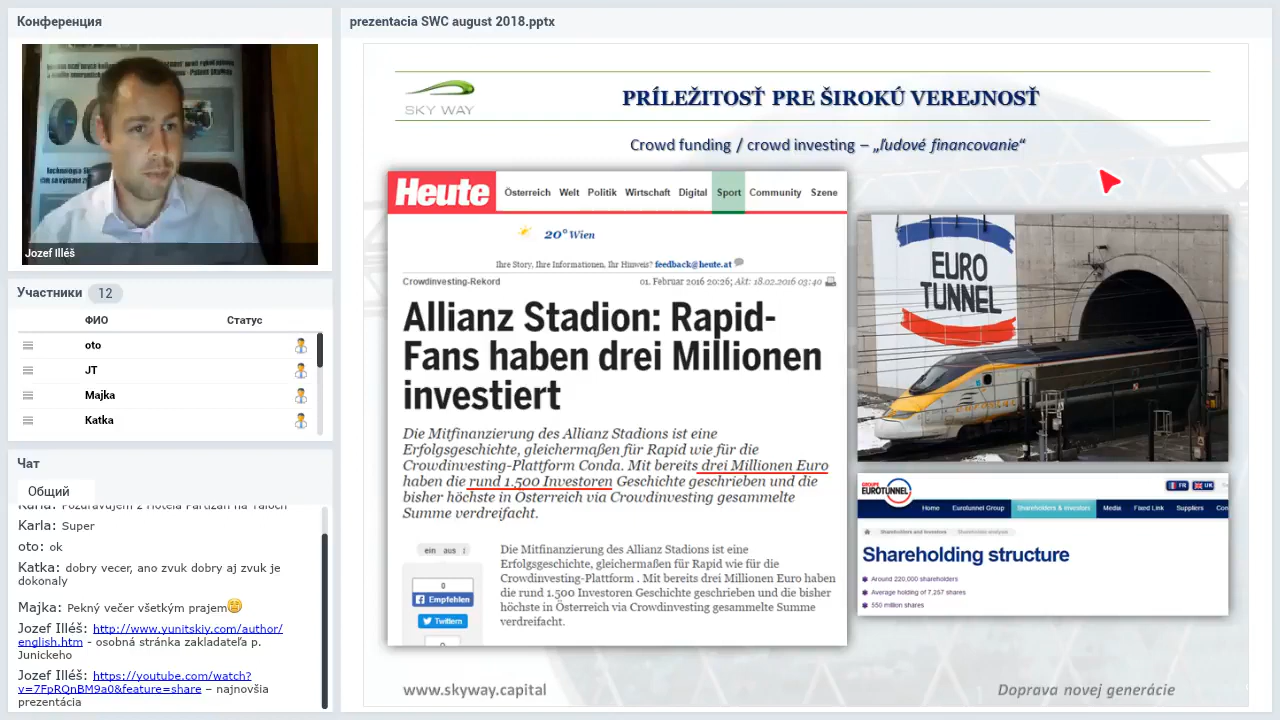 Конференция
Jozef Illéš
Участники 12
ФИО Статус
oto
JT
Majka
Katka
Чат
Общий
Karla: Super
oto: ok
Katka: dobry vecer, ano zvuk dobry aj zvuk je
dokonaly
Majka: Pekný večer všetkým prajem
Jozef Illéš: http://www.yunitskiy.com/author/
english.htm - osobná stránka zakladateľa p.
Junickeho
Jozef Illéš: https://youtube.com/watch?
v=7FpRQnBM9a0&feature=share – najnovšia
prezentácia
prezentacia SWC august 2018.pptx
SKY WAY
PRÍLEŽITOSŤ PRE ŠIROKÚ VEREJNOSŤ
Crowd funding / crowd investing – „ľudové financovanie“
Heute Österreich Welt Politik Wirtschaft Digital Sport Community Szene
20° Wien
Ihre Story, Ihre Informationen, Ihr Hinweis? feedback@heute.at
Crowdinvesting-Rekord 01. Februar 2016 20:26; Akt: 18.02.2016 03:40
Allianz Stadion: Rapid-
Fans haben drei Millionen
investiert
Die Mitfinanzierung des Allianz Stadions ist eine
Erfolgsgeschichte, gleichermaßen für Rapid wie für die
Crowdinvesting-Plattform Conda. Mit bereits drei Millionen Euro
haben die rund 1.500 Investoren Geschichte geschrieben und die
bisher höchste in Österreich via Crowdinvesting gesammelte
Summe verdreifacht.
ein aus
0
Empfehlen
Twittern
0
Die Mitfinanzierung des Allianz Stadions ist eine
Erfolgsgeschichte, gleichermaßen für Rapid wie für die
Crowdinvesting-Plattform . Mit bereits drei Millionen Euro haben
die rund 1.500 Investoren Geschichte geschrieben und die bisher
höchste in Österreich via Crowdinvesting gesammelte Summe
verdreifacht.
EURO
TUNNEL
GROUPE
EUROTUNNEL
FR UK
Home Eurotunnel Group Shareholders & investors Media Fixed Link Suppliers
Shareholders and investors Shareholder analysis
Shareholding structure
Around 220,000 shareholders
Average holding of 7,257 shares
550 million shares
www.skyway.capital
Doprava novej generácie